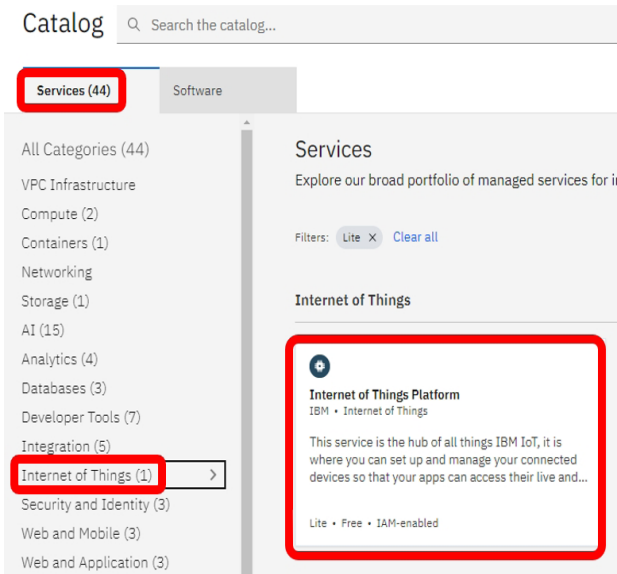 Catalog
Search the catalog...
Services (44)
Software
All Categories (44)
VPC Infrastructure
Compute (2)
Containers (1)
Networking
Storage (1)
AI (15)
Analytics (4)
Databases (3)
Developer Tools (7)
Integration (5)
Internet of Things (1)
Security and Identity (3)
Web and Mobile (3)
Web and Application (3)
Services
Explore our broad portfolio of managed services for
Filters: Lite X Clear all
Internet of Things
Internet of Things Platform
IBM • Internet of Things
This service is the hub of all things IBM IoT, it is
where you can set up and manage your connected
devices so that your apps can access their live and...
Lite • Free • IAM-enabled